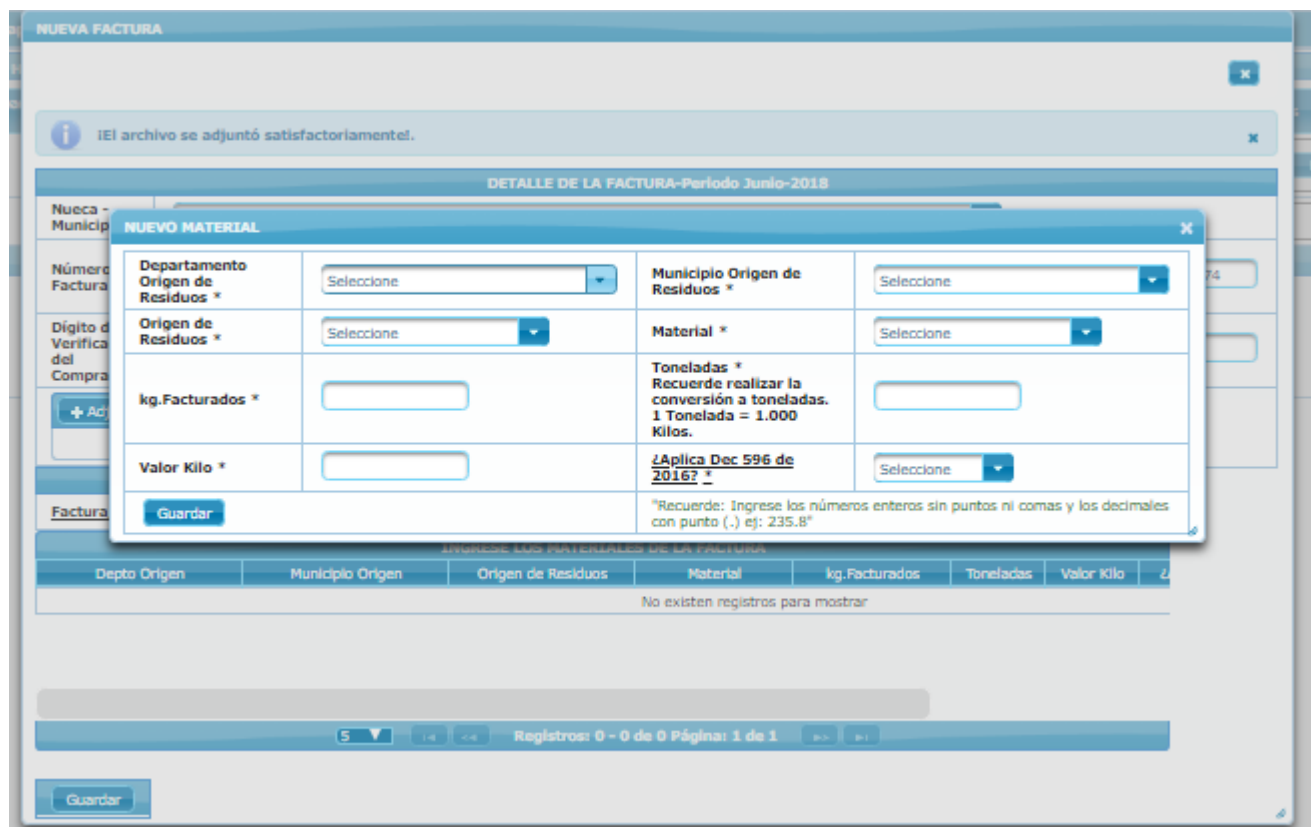 NUEVA FACTURA
¡El archivo se adjuntó satisfactoriamente!.
DETALLE DE LA FACTURA-Periodo Junio-2018
Nueca -
Municip
NUEVO MATERIAL
Número
Factura
Departamento
Origen de
Residuos *
Seleccione
Municipio Origen de
Residuos *
Seleccione
74
Dígito d
Verifica
del
Compra
Origen de
Residuos *
Seleccione
Material *
Seleccione
+ Adj
kg.Facturados *
Toneladas *
Recuerde realizar la
conversión a toneladas.
1 Tonelada = 1.000
Kilos.
Valor Kilo *
¿Aplica Dec 596 de
2016? *
Seleccione
Factura
Guardar
"Recuerde: Ingrese los números enteros sin puntos ni comas y los decimales
con punto (.) ej: 235.8"
INGRESE LOS MATERIALES DE LA FACTURA
Depto Origen Municipio Origen Origen de Residuos Material kg.Facturados Toneladas Valor Kilo
No existen registros para mostrar
5 Registros: 0 - 0 de 0 Página: 1 de 1
Guardar